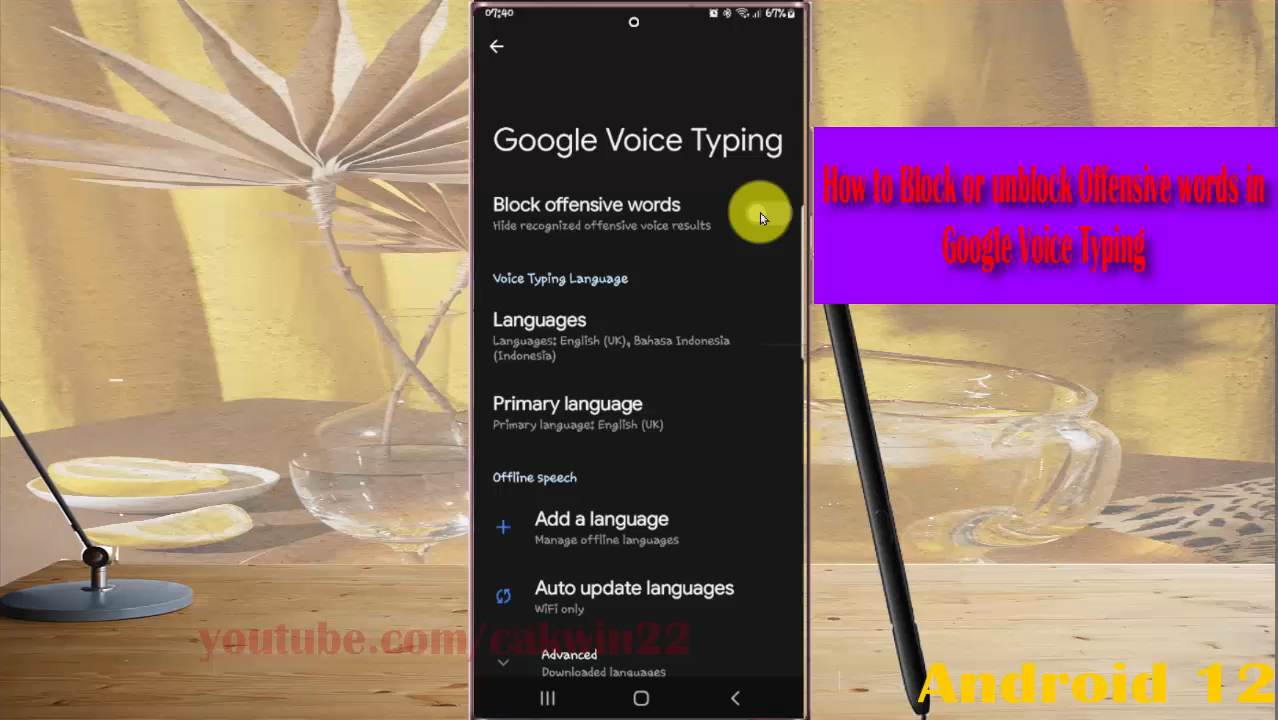 07:40
67%
Google Voice Typing
Block offensive words
Hide recognized offensive voice results
Voice Typing Language
Languages
Languages: English (UK), Bahasa Indonesia
(Indonesia)
Primary language
Primary language: English (UK)
Offline speech
Add a language
Manage offline languages
Auto update languages
WiFi only
Advanced
Downloaded languages
How to Block or unblock Offensive words in
Google Voice Typing
youtube.com/cakwin22
Android 12